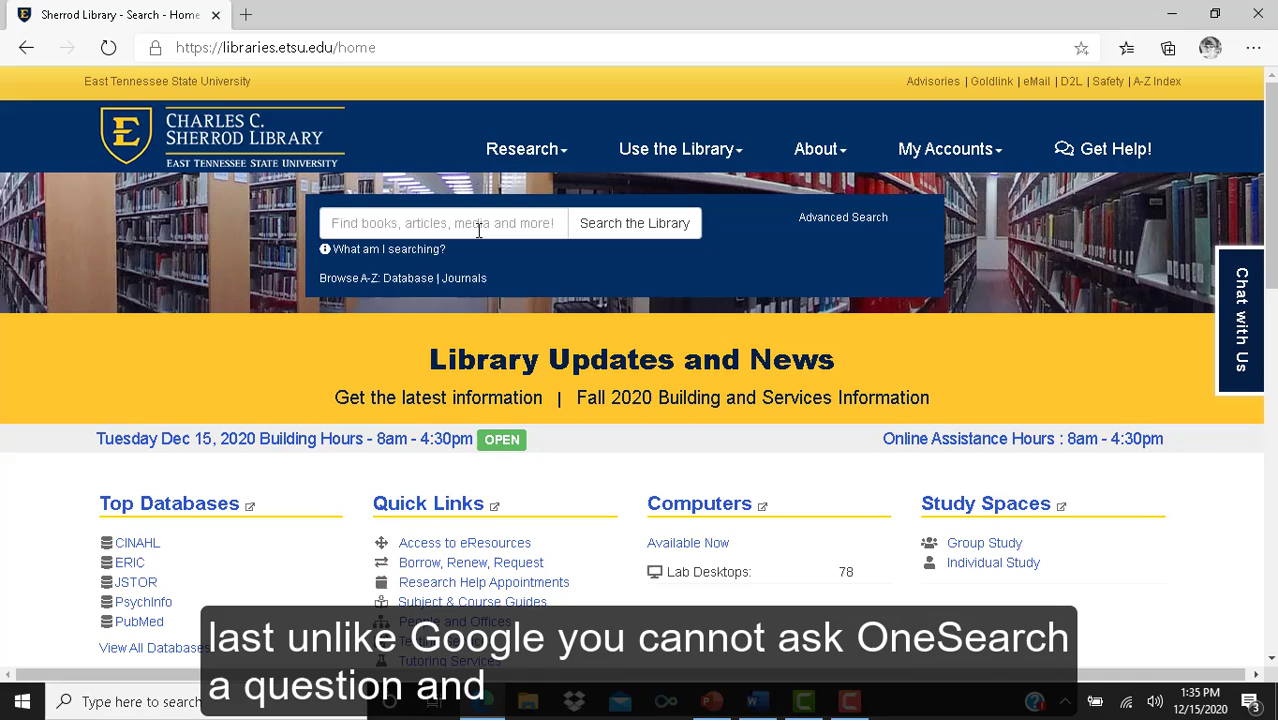 Sherrod Library - Search - Home
https://libraries.etsu.edu/home
East Tennessee State University
Advisories | Goldlink | eMail | D2L | Safety | A-Z Index
CHARLES C.
SHERROD LIBRARY
EAST TENNESSEE STATE UNIVERSITY
Research
Use the Library
About
My Accounts
Get Help!
Find books, articles, media and more!
Search the Library
Advanced Search
What am I searching?
Browse A-Z: Database | Journals
Chat with Us
Library Updates and News
Get the latest information | Fall 2020 Building and Services Information
Tuesday Dec 15, 2020 Building Hours - 8am - 4:30pm OPEN
Online Assistance Hours : 8am - 4:30pm
Top Databases
CINAHL
ERIC
JSTOR
PsychInfo
PubMed
View All Databases
Quick Links
Access to eResources
Borrow, Renew, Request
Research Help Appointments
Subject & Course Guides
People and Offices
Tutoring Services
Computers
Available Now
Lab Desktops: 78
Study Spaces
Group Study
Individual Study
last unlike Google you cannot ask OneSearch
a question and
Type here to
1:35 PM
12/15/2020
3